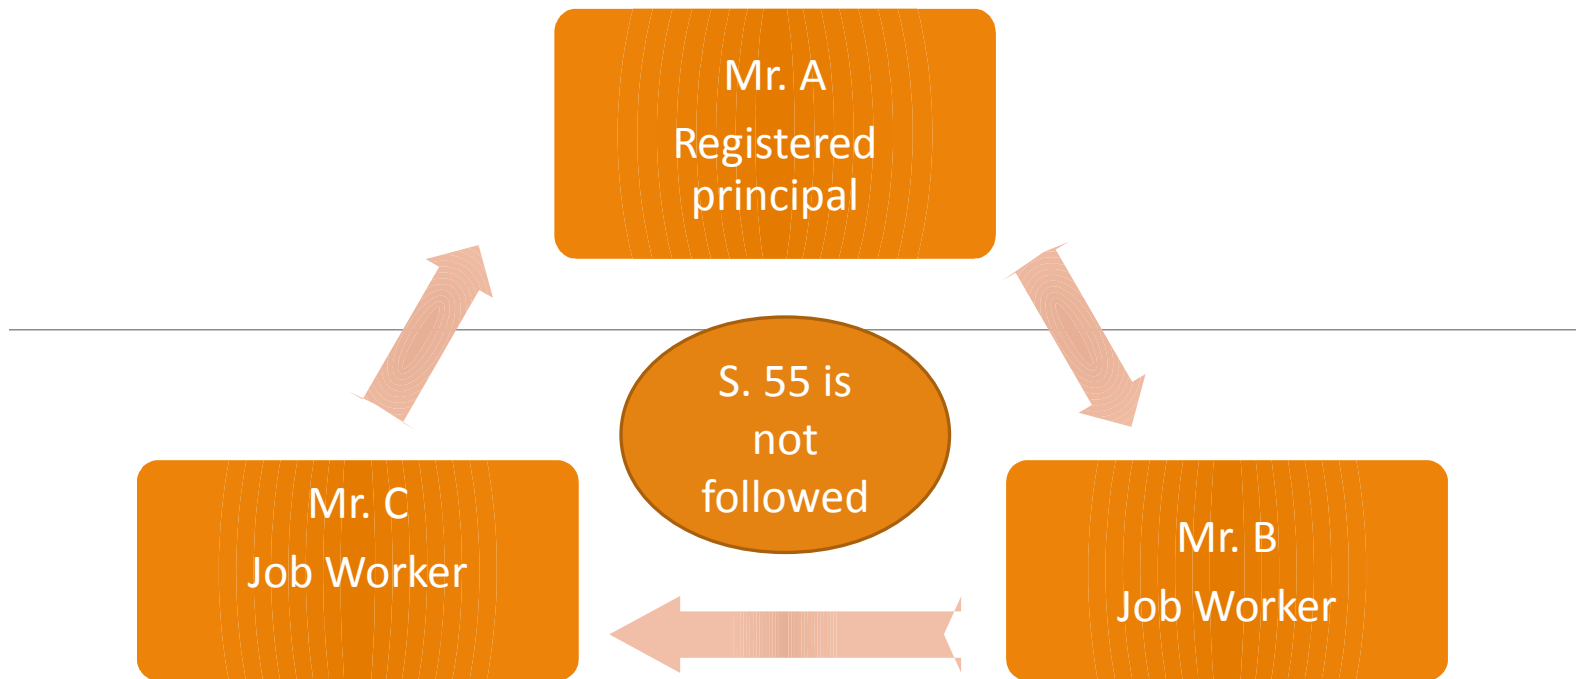 Mr. A
Registered
principal
S. 55 is
not
followed
Mr. C
Job Worker
Mr. B
Job Worker